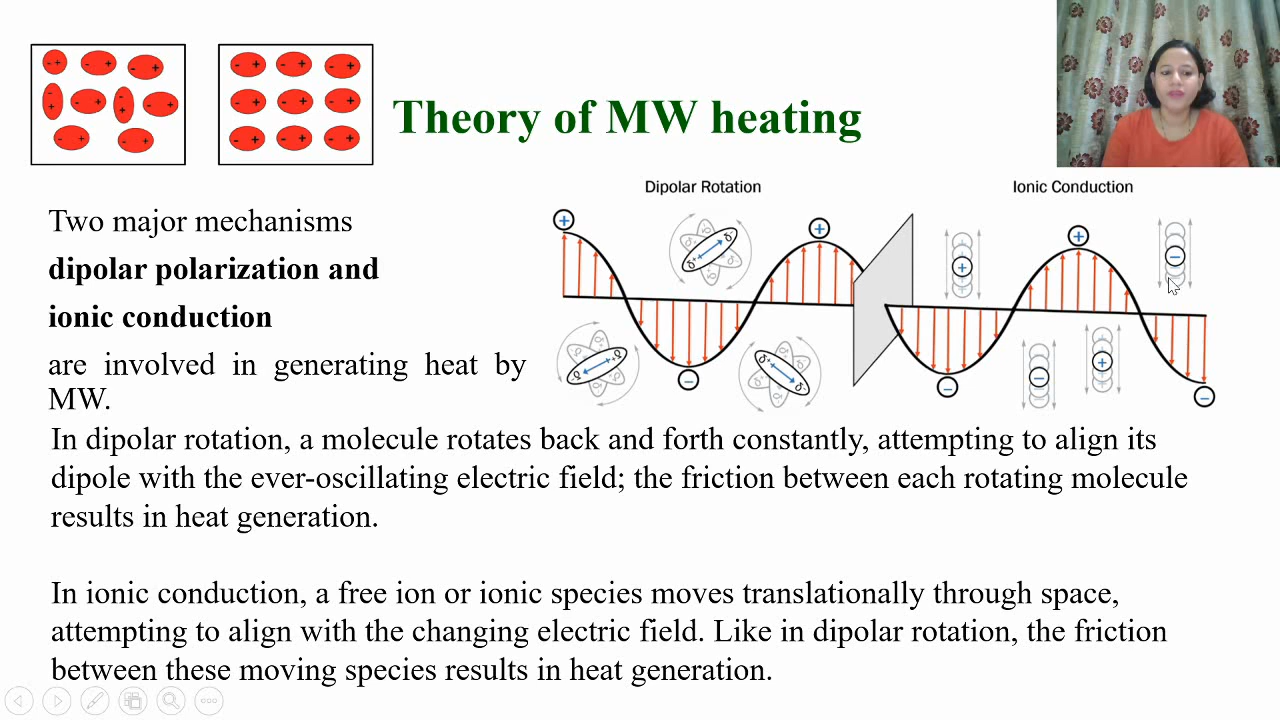 Theory of MW heating
Dipolar Rotation
Ionic Conduction
Two major mechanisms
dipolar polarization and
ionic conduction
are involved in generating heat by
MW.
In dipolar rotation, a molecule rotates back and forth constantly, attempting to align its
dipole with the ever-oscillating electric field; the friction between each rotating molecule
results in heat generation.
In ionic conduction, a free ion or ionic species moves translationally through space,
attempting to align with the changing electric field. Like in dipolar rotation, the friction
between these moving species results in heat generation.